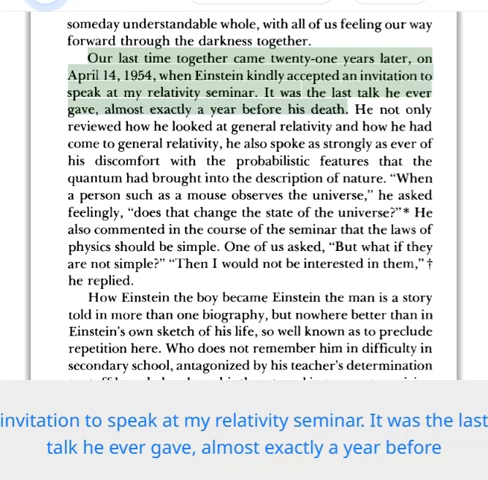 someday understandable whole, with all of us feeling our way
forward through the darkness together.
Our last time together came twenty-one years later, on
April 14, 1954, when Einstein kindly accepted an invitation to
speak at my relativity seminar. It was the last talk he ever
gave, almost exactly a year before his death. He not only
reviewed how he looked at general relativity and how he had
come to general relativity, he also spoke as strongly as ever of
his discomfort with the probabilistic features that the
quantum had brought into the description of nature. “When
a person such as a mouse observes the universe,” he asked
feelingly, “does that change the state of the universe?”* He
also commented in the course of the seminar that the laws of
physics should be simple. One of us asked, “But what if they
are not simple?” “Then I would not be interested in them,” †
he replied.
How Einstein the boy became Einstein the man is a story
told in more than one biography, but nowhere better than in
Einstein's own sketch of his life, so well known as to preclude
repetition here. Who does not remember him in difficulty in
secondary school, antagonized by his teacher's determination
invitation to speak at my relativity seminar. It was the last
talk he ever gave, almost exactly a year before